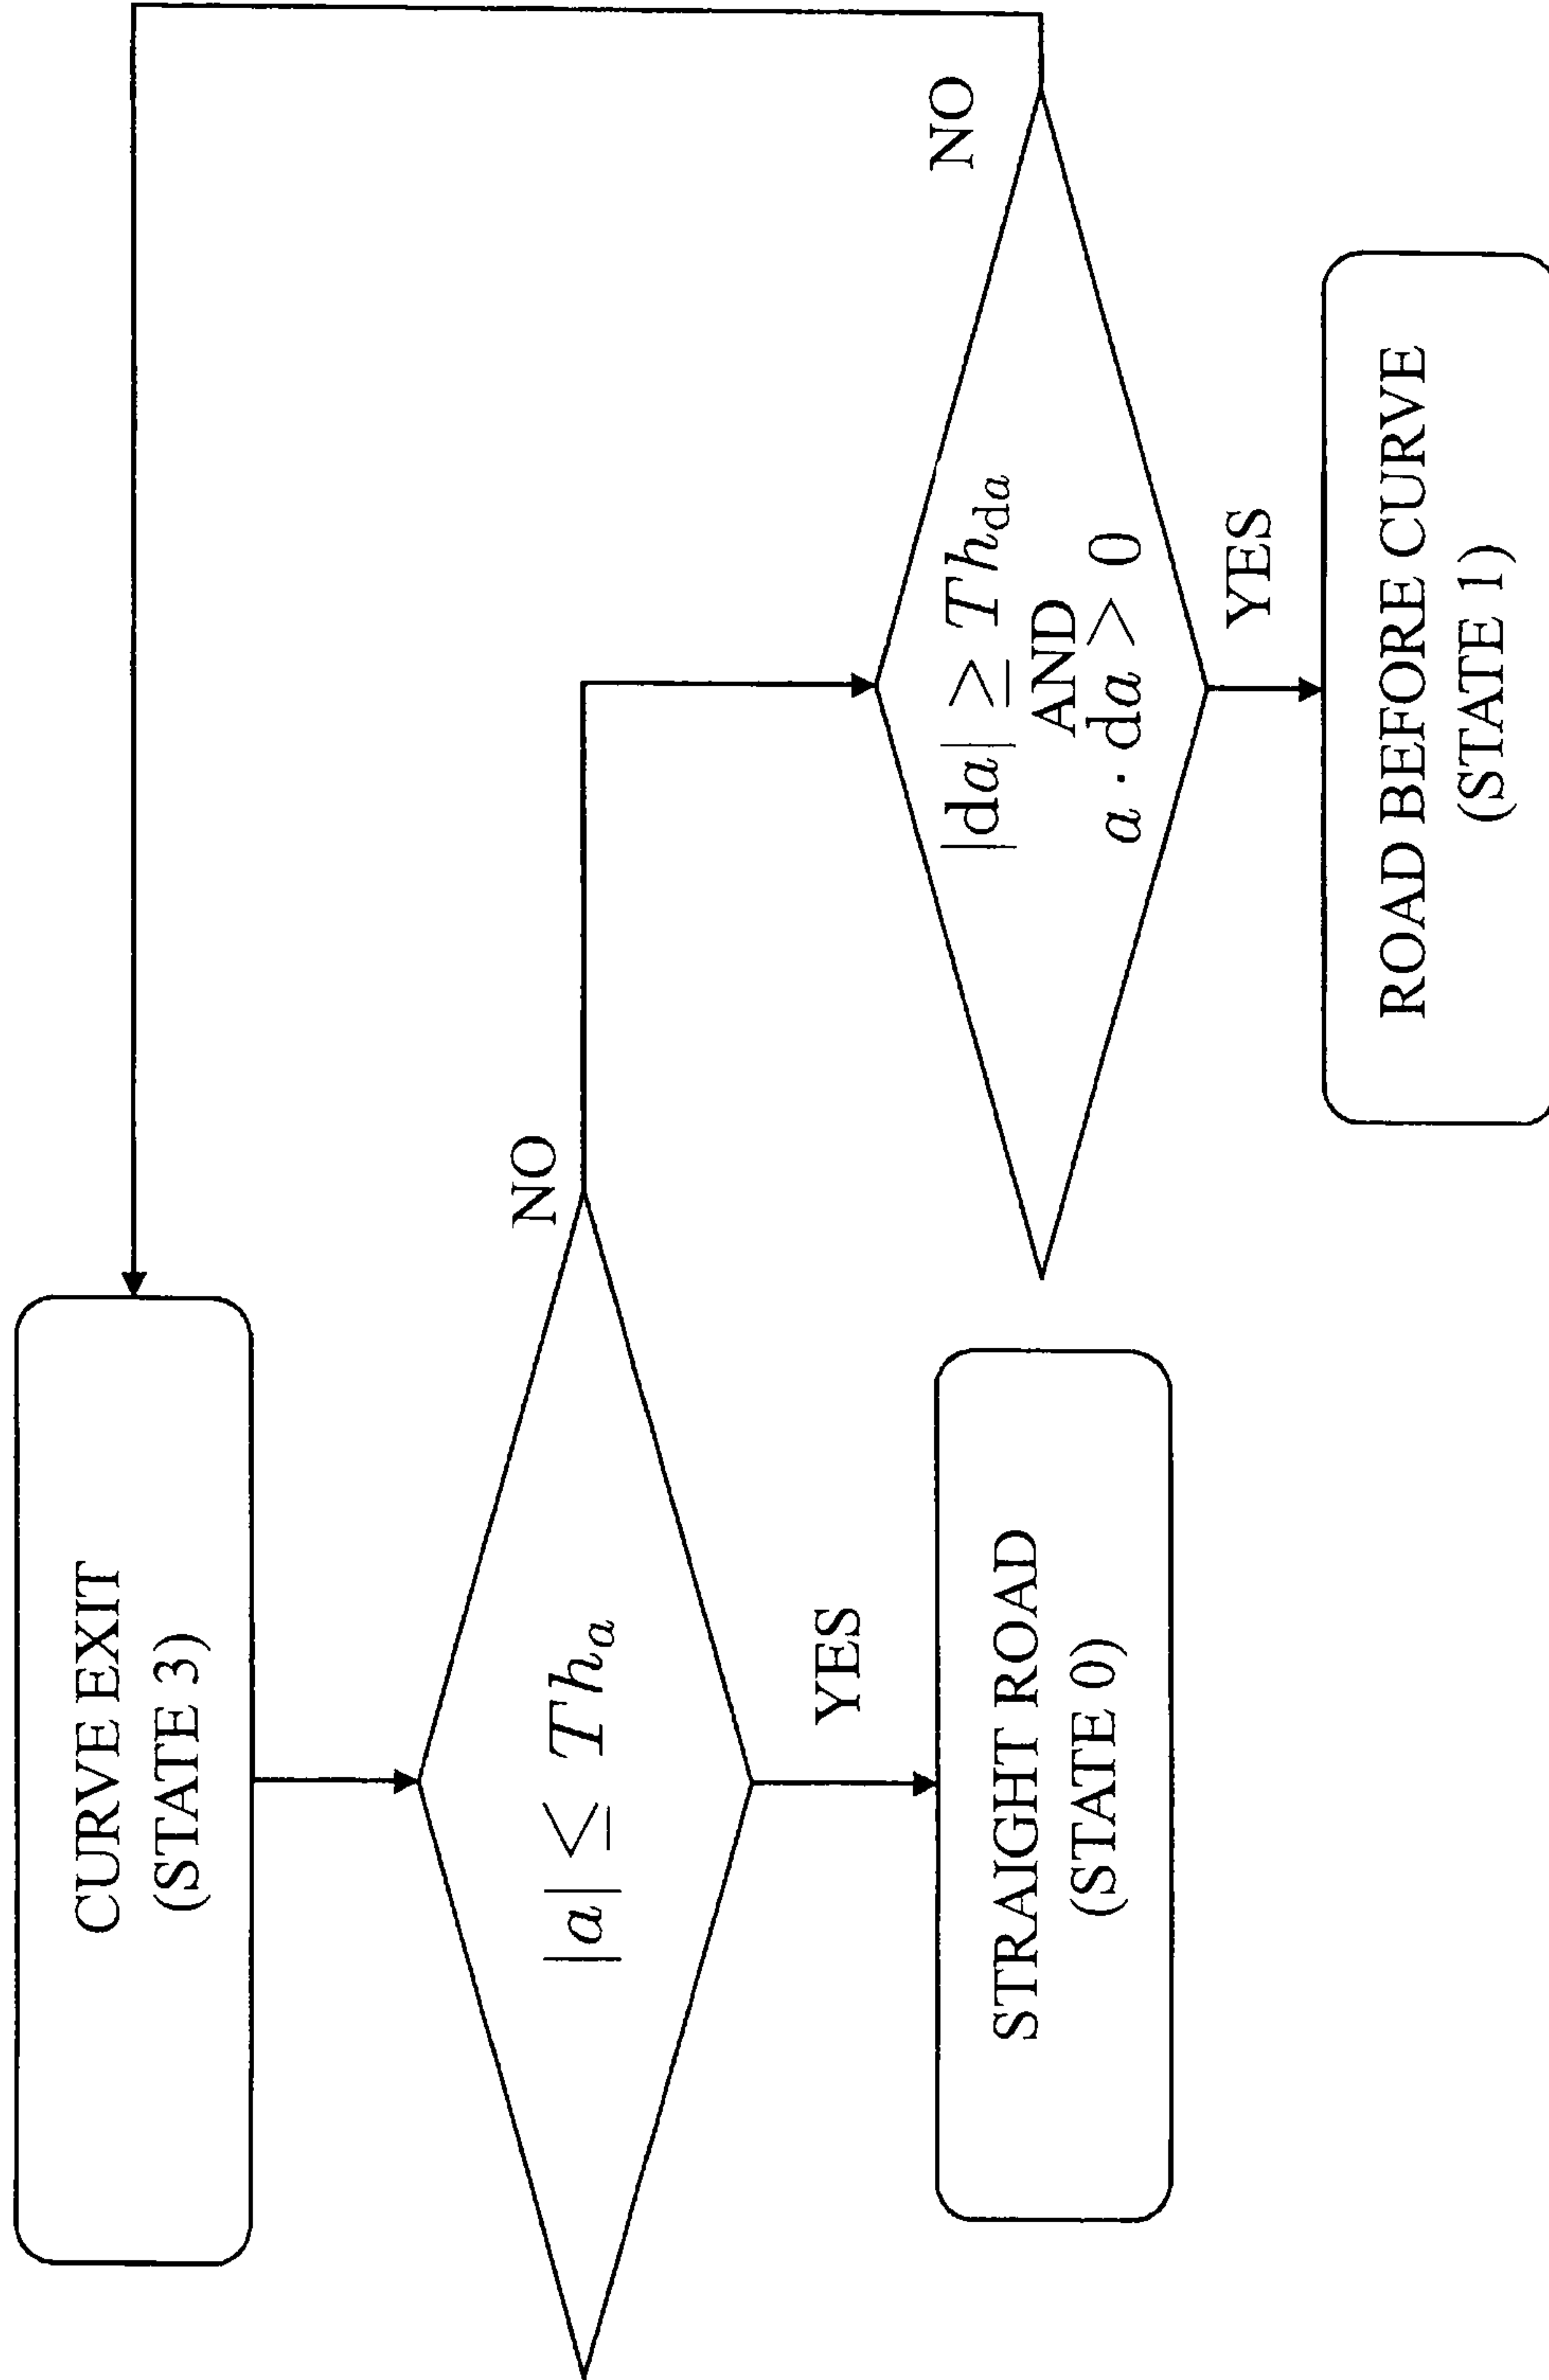 CURVE EXIT
(STATE 3)
|a| ≤ Th_a
NO
YES
STRAIGHT ROAD
(STATE 0)
|da| ≥ Th_da
AND
a · da > 0
NO
YES
ROAD BEFORE CURVE
(STATE 1)